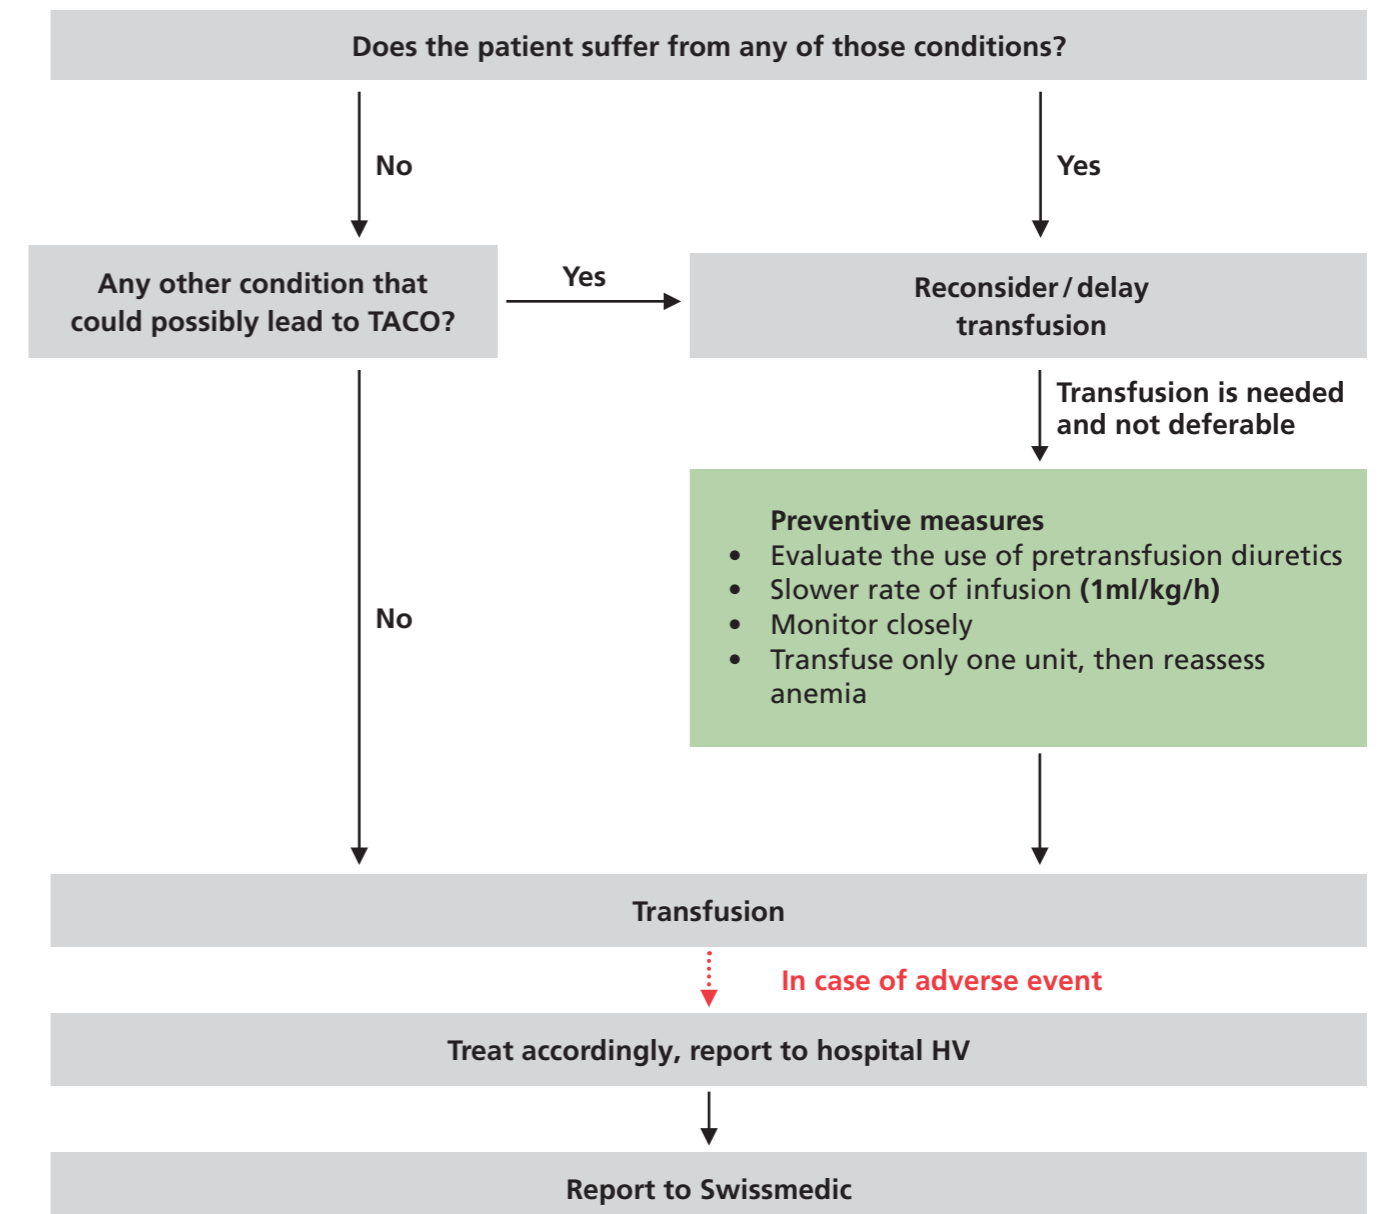 Does the patient suffer from any of those conditions?
No
Yes
Any other condition that
could possibly lead to TACO?
Yes
Reconsider / delay
transfusion
Transfusion is needed
and not deferable
Preventive measures
• Evaluate the use of pretransfusion diuretics
• Slower rate of infusion (1ml/kg/h)
• Monitor closely
• Transfuse only one unit, then reassess
anemia
No
Transfusion
In case of adverse event
Treat accordingly, report to hospital HV
Report to Swissmedic